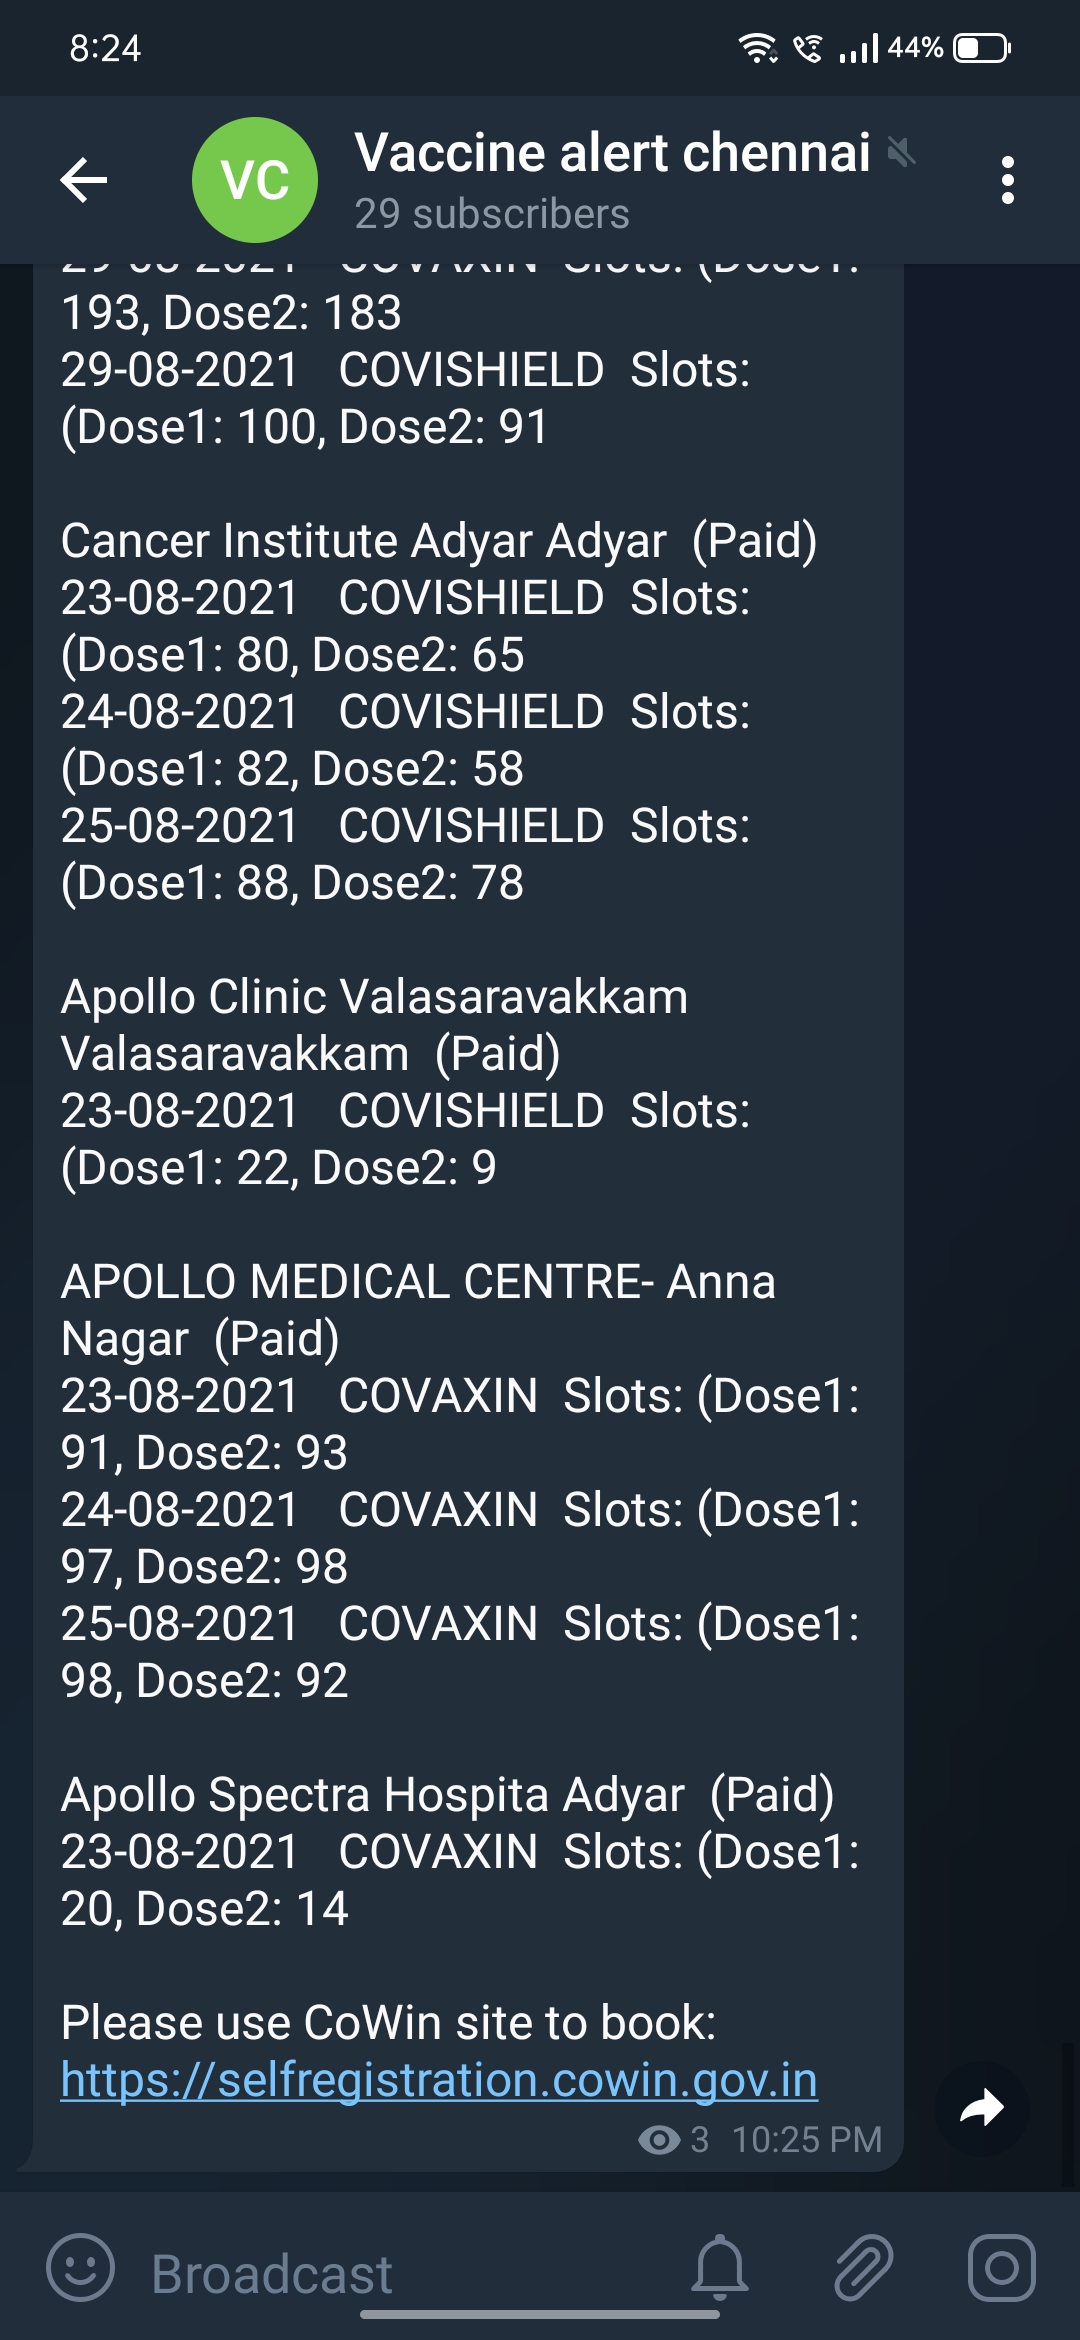 8:24
44%
VC
Vaccine alert chennai
29 subscribers
29-08-2021 COVAXIN Slots: (Dose1:
193, Dose2: 183
29-08-2021 COVISHIELD Slots:
(Dose1: 100, Dose2: 91
Cancer Institute Adyar Adyar (Paid)
23-08-2021 COVISHIELD Slots:
(Dose1: 80, Dose2: 65
24-08-2021 COVISHIELD Slots:
(Dose1: 82, Dose2: 58
25-08-2021 COVISHIELD Slots:
(Dose1: 88, Dose2: 78
Apollo Clinic Valasaravakkam
Valasaravakkam (Paid)
23-08-2021 COVISHIELD Slots:
(Dose1: 22, Dose2: 9
APOLLO MEDICAL CENTRE- Anna
Nagar (Paid)
23-08-2021 COVAXIN Slots: (Dose1:
91, Dose2: 93
24-08-2021 COVAXIN Slots: (Dose1:
97, Dose2: 98
25-08-2021 COVAXIN Slots: (Dose1:
98, Dose2: 92
Apollo Spectra Hospita Adyar (Paid)
23-08-2021 COVAXIN Slots: (Dose1:
20, Dose2: 14
Please use CoWin site to book:
https://selfregistration.cowin.gov.in
3 10:25 PM
Broadcast